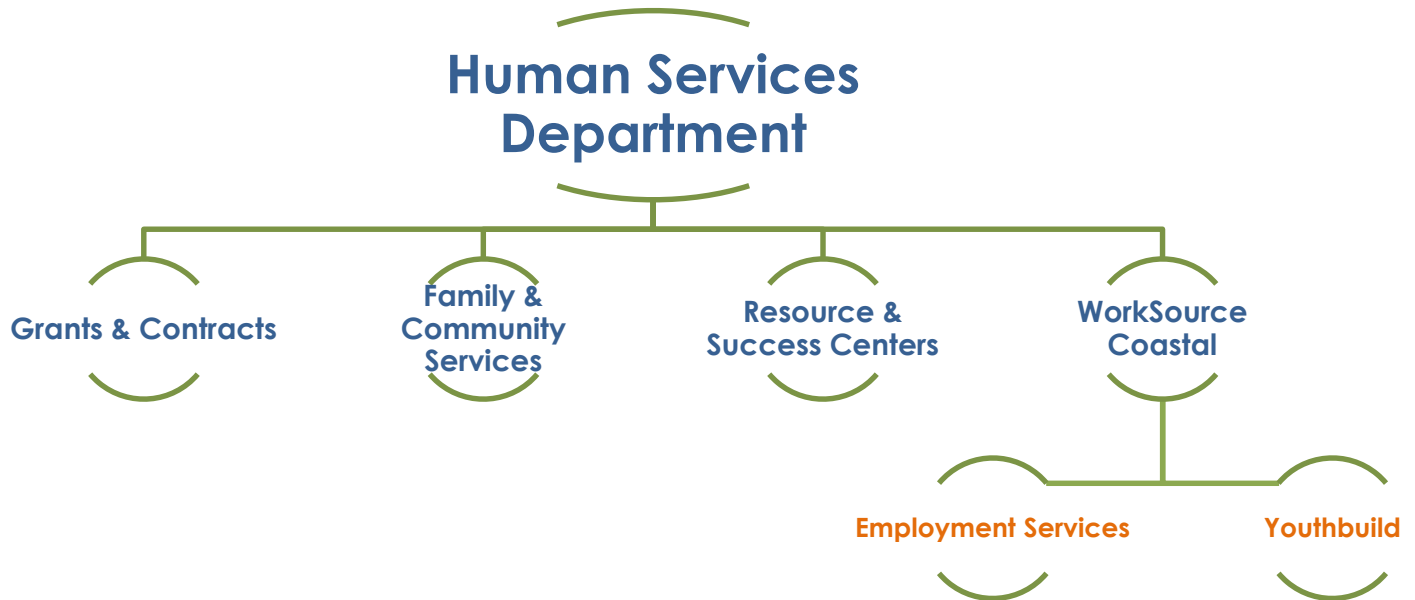 Human Services
Department
Grants & Contracts
Family &
Community
Services
Resource &
Success Centers
WorkSource
Coastal
Employment Services
Youthbuild